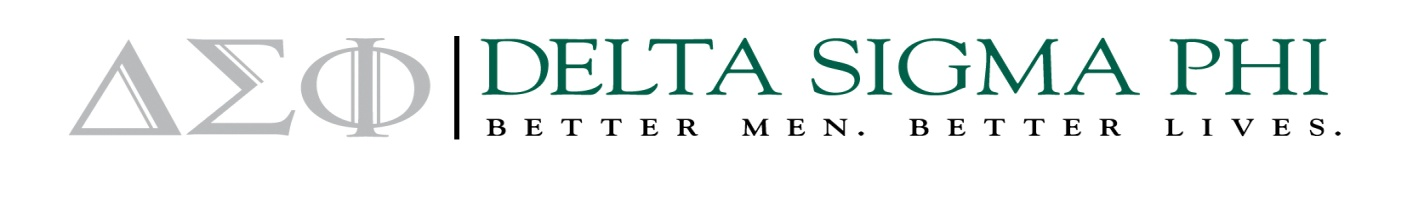 ΔΣΦ
DELTA SIGMA PHI
BETTER MEN. BETTER LIVES.